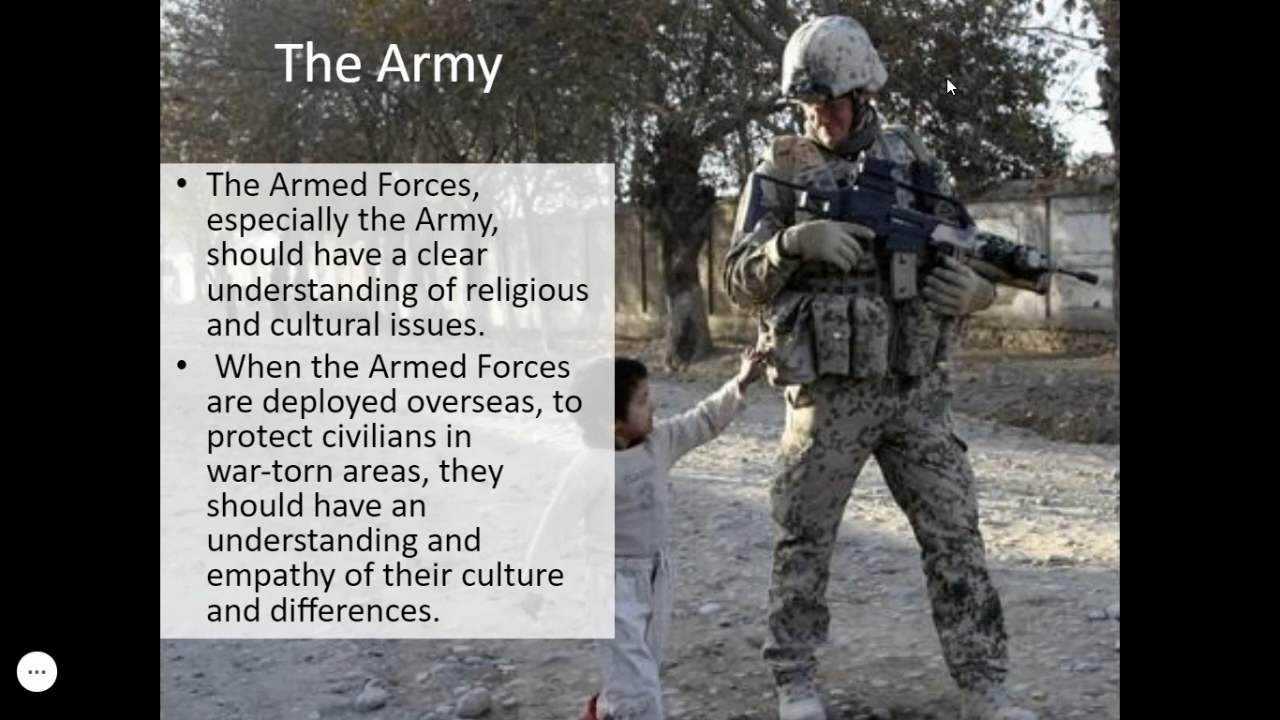 The Army
• The Armed Forces,
especially the Army,
should have a clear
understanding of religious
and cultural issues.
• When the Armed Forces
are deployed overseas, to
protect civilians in
war-torn areas, they
should have an
understanding and
empathy of their culture
and differences.